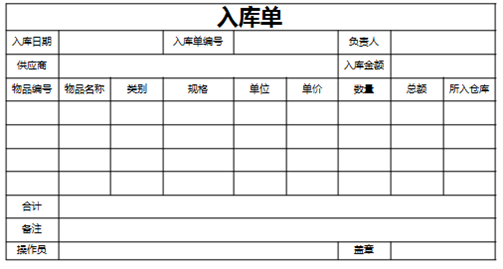 入库单
入库日期 入库单编号 负责人
供应商 入库金额
物品编号 物品名称 类别 规格 单位 单价 数量 总额 所入仓库
合计
备注
操作员 盖章